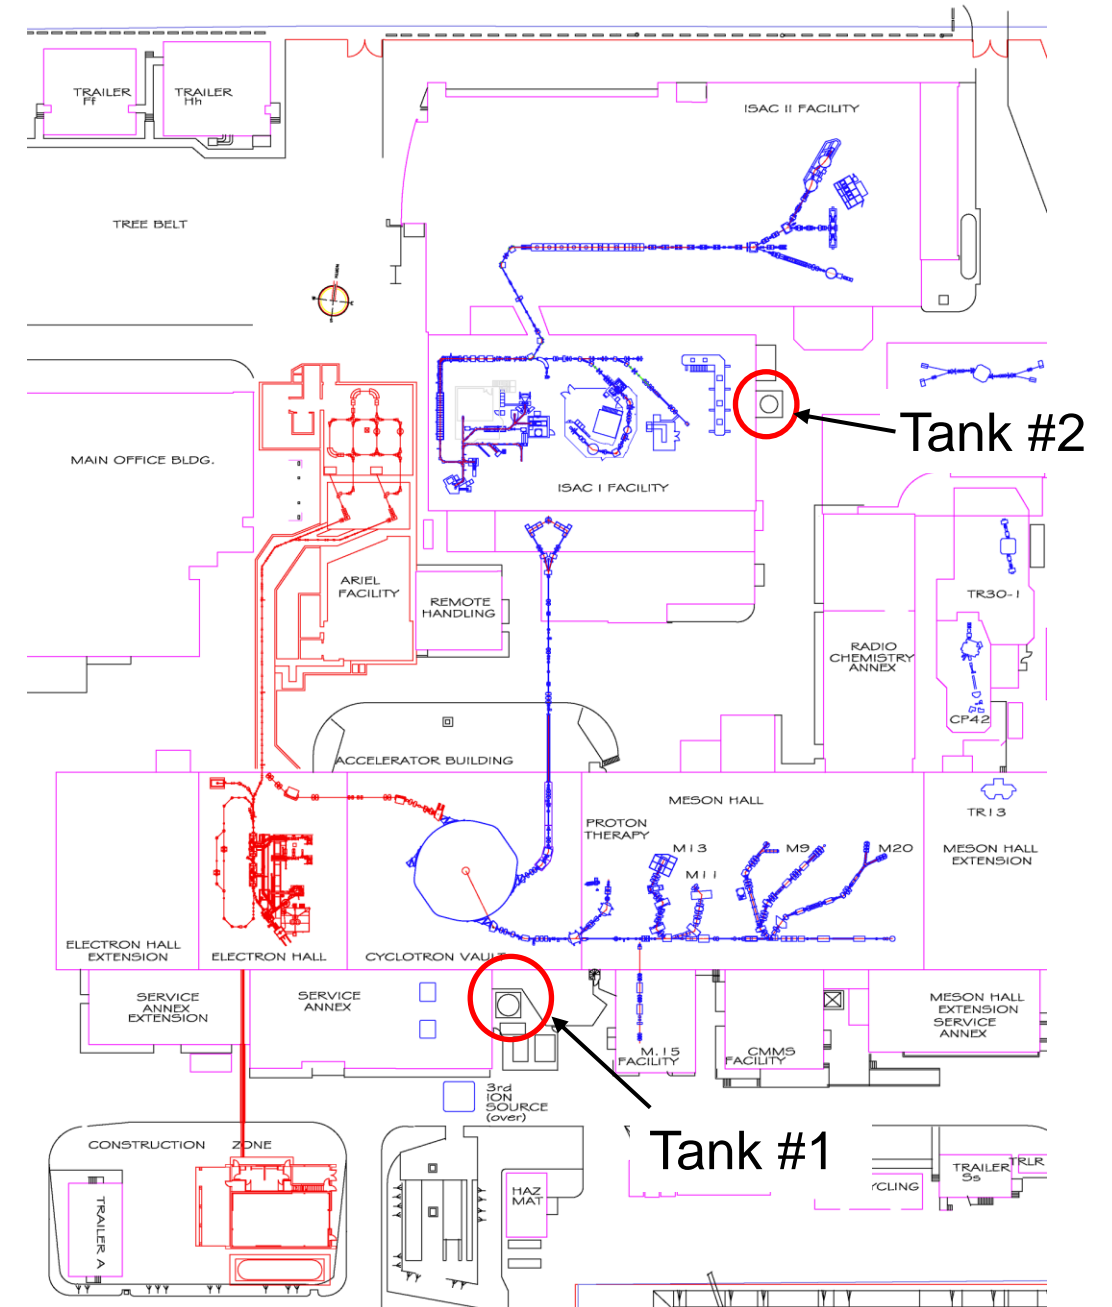 TRAILER
Ff
TRAILER
Hh
ISAC II FACILITY
TREE BELT
Tank #2
MAIN OFFICE BLDG.
ISAC I FACILITY
ARIEL
FACILITY
REMOTE
HANDLING
TR30-1
RADIO
CHEMISTRY
ANNEX
CP42
ACCELERATOR BUILDING
MESON HALL
TR13
PROTON
THERAPY
M13
M9
M20
MESON HALL
EXTENSION
M11
ELECTRON HALL
EXTENSION
ELECTRON HALL
CYCLOTRON VAULT
SERVICE
ANNEX
EXTENSION
SERVICE
ANNEX
MESON HALL
EXTENSION
SERVICE
ANNEX
M.15
FACILITY
CMMS
FACILITY
3rd
ION
SOURCE
(over)
Tank #1
CONSTRUCTION ZONE
TRAILER A
HAZ
MAT
YCLING
TRAILER
Ss
TRLR